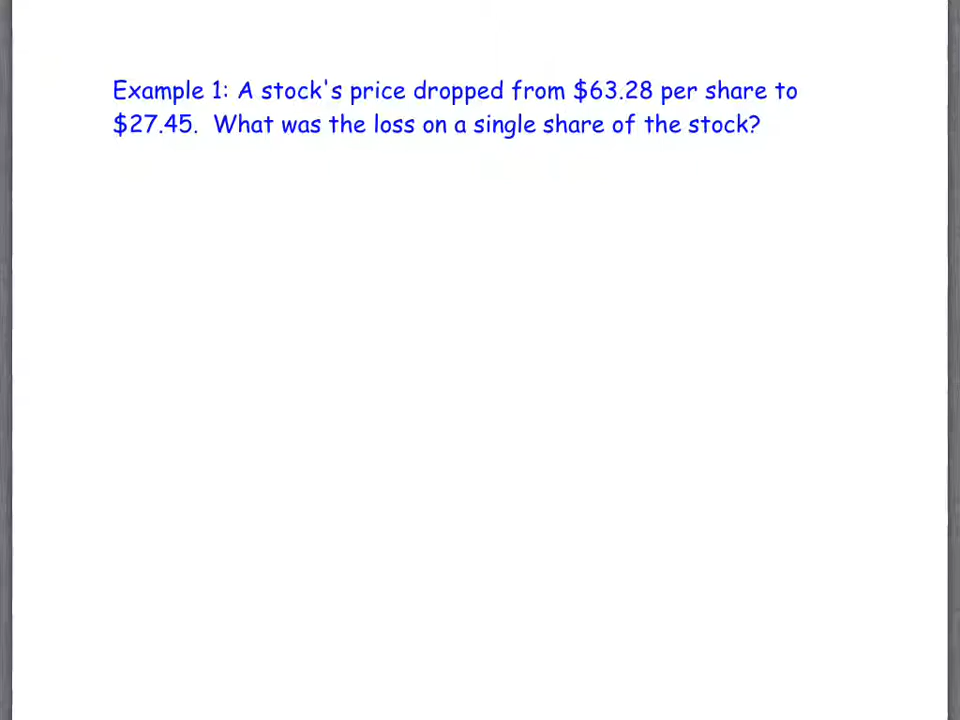 Example 1: A stock's price dropped from $63.28 per share to
$27.45.  What was the loss on a single share of the stock?